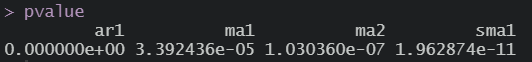 > pvalue
ar1 ma1 ma2 sma1
0.000000e+00 3.392436e-05 1.030360e-07 1.962874e-11